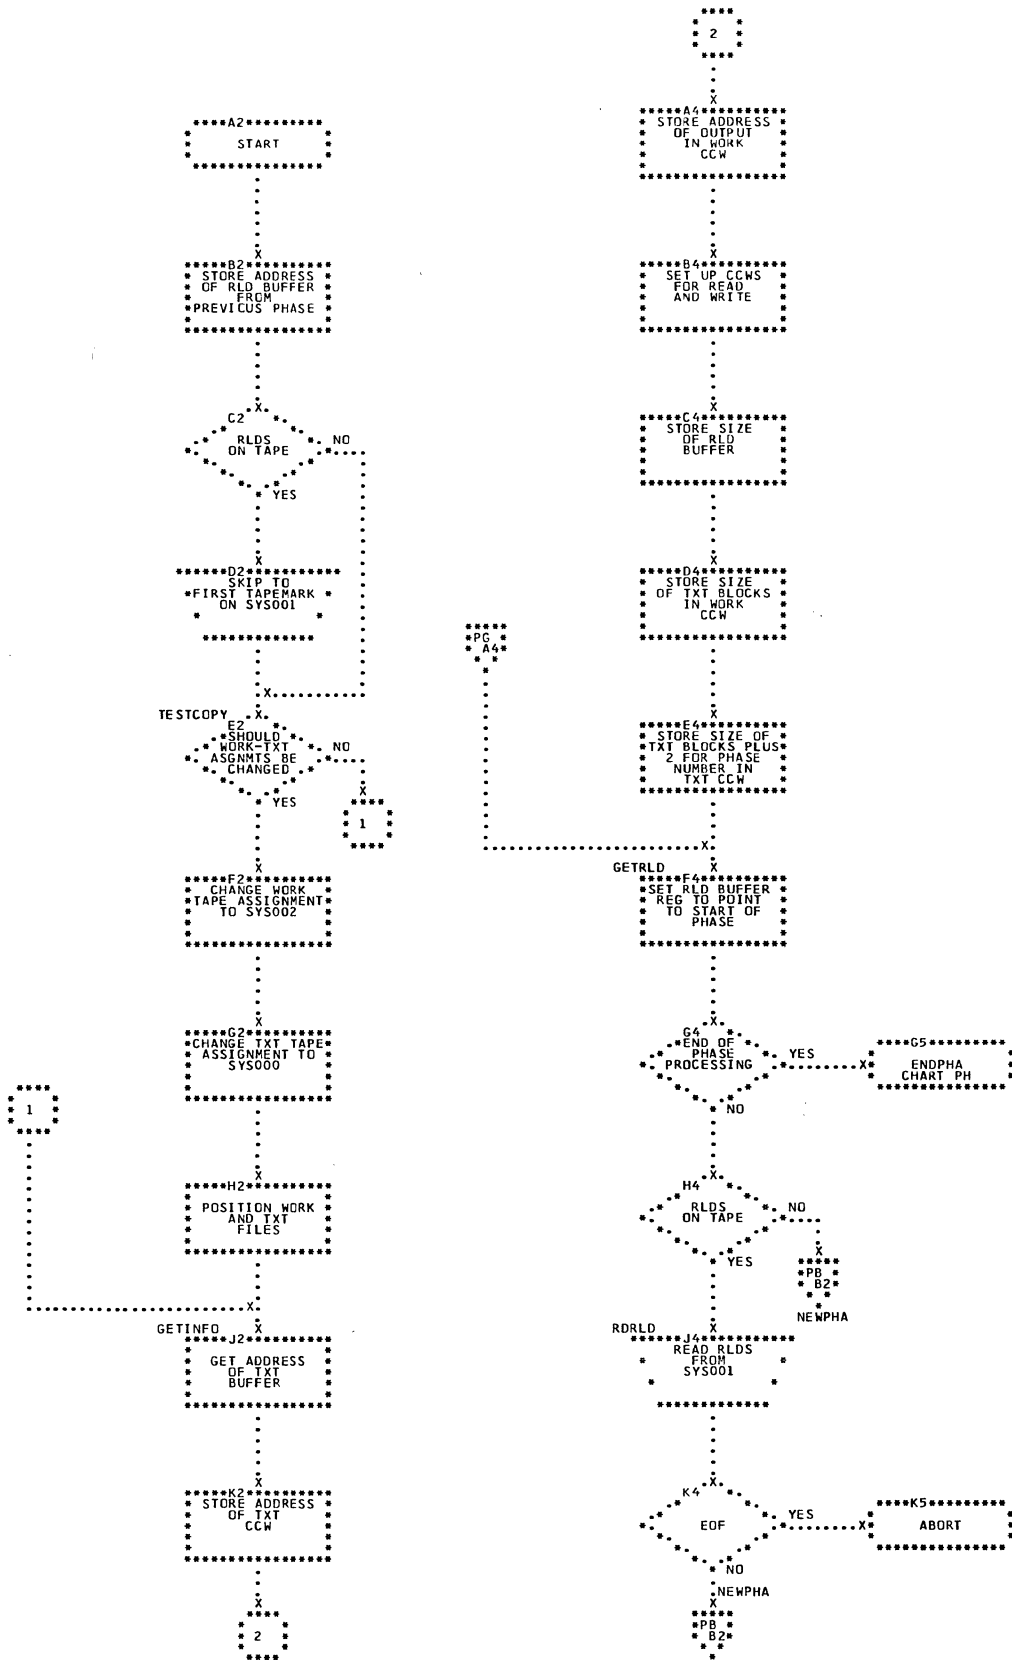 A2
START
B2
STORE ADDRESS
OF RLD BUFFER
FROM
PREVICUS PHASE
C2
RLDS
ON TAPE
NO
YES
D2
SKIP TO
FIRST TAPEMARK
ON SYS001
TESTCOPY
E2
SHOULD
WORK-TXT
ASGNMTS BE
CHANGED
NO
YES
1
F2
CHANGE WORK
TAPE ASSIGNMENT
TO SYS002
G2
CHANGE TXT TAPE
ASSIGNMENT TO
SYS000
1
H2
POSITION WORK
AND TXT
FILES
GETINFO
J2
GET ADDRESS
OF TXT
BUFFER
K2
STORE ADDRESS
OF TXT
CCW
2
2
A4
STORE ADDRESS
OF OUTPUT
IN WORK
CCW
B4
SET UP CCWS
FOR READ
AND WRITE
C4
STORE SIZE
OF RLD
BUFFER
D4
STORE SIZE
OF TXT BLOCKS
IN WORK
CCW
PG
A4
E4
STORE SIZE OF
TXT BLOCKS PLUS
2 FOR PHASE
NUMBER IN
TXT CCW
GETRLD
F4
SET RLD BUFFER
REG TO POINT
TO START OF
PHASE
G4
END OF
PHASE
PROCESSING
YES
NO
G5
ENDPHA
CHART PH
H4
RLDS
ON TAPE
NO
YES
PB
B2
NEWPHA
RDRLD
J4
READ RLDS
FROM
SYS001
K4
EOF
YES
NO
K5
ABORT
NEWPHA
PB
B2